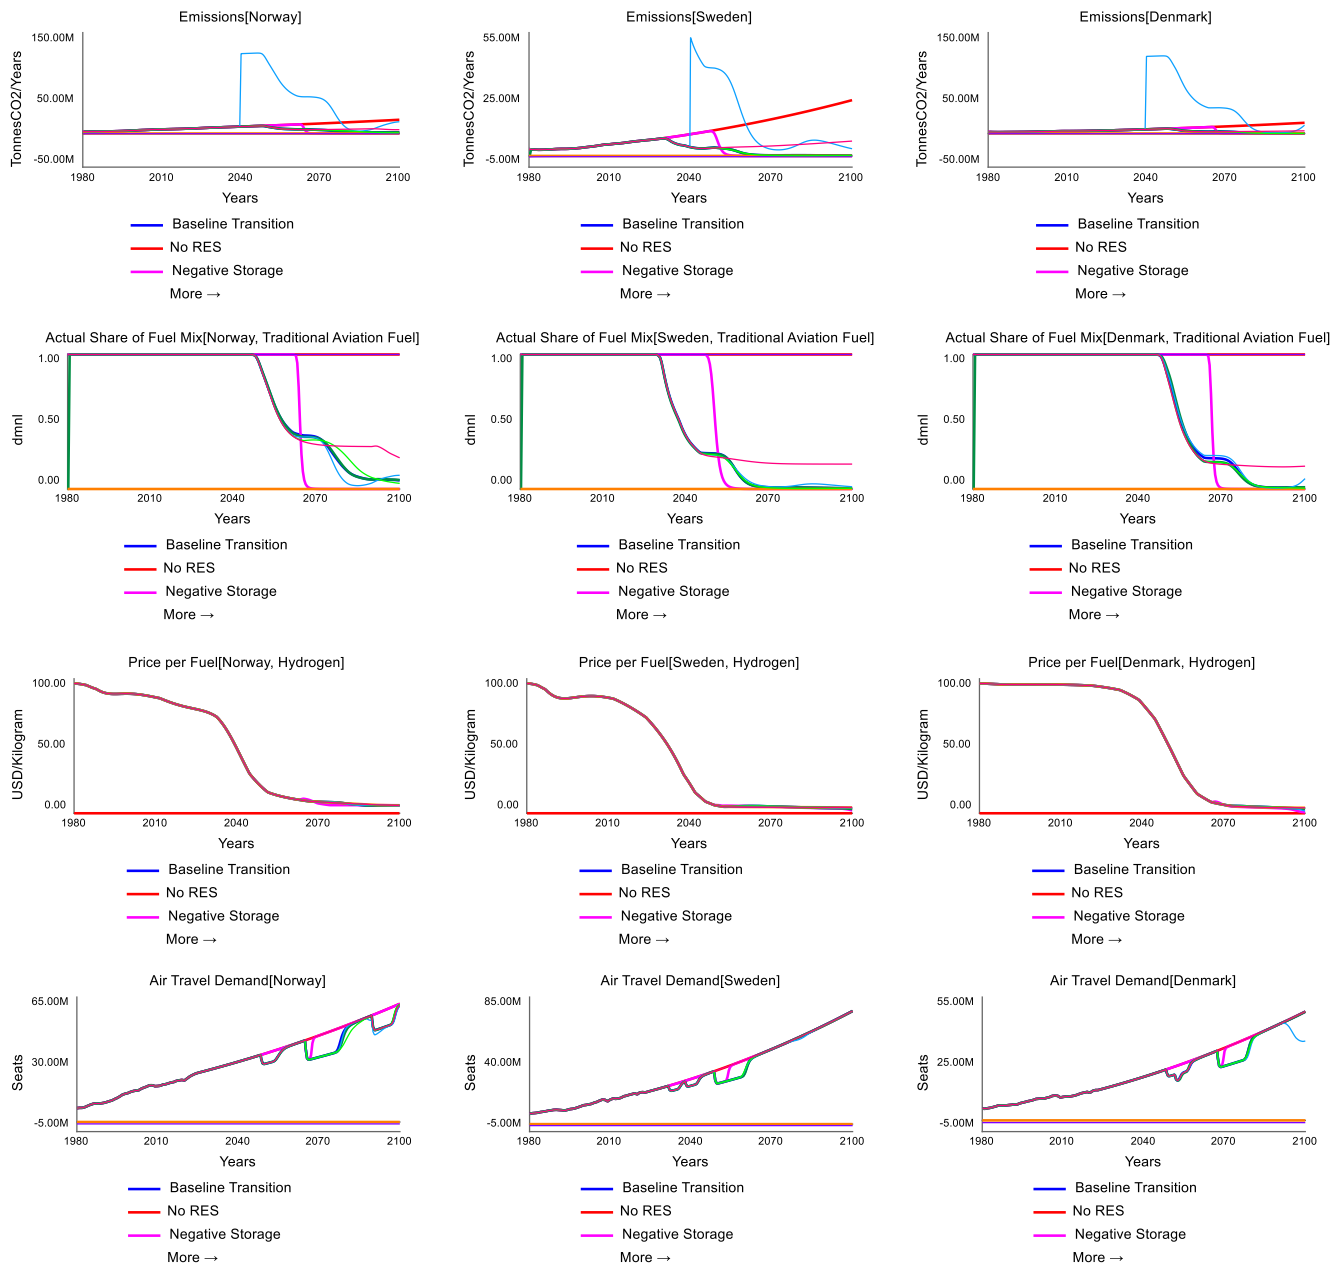 Emissions[Norway]
150.00M
50.00M
-50.00M
TonnesCO2/Years
1980 2010 2040 2070 2100
Years
Baseline Transition
No RES
Negative Storage
More →
Emissions[Sweden]
55.00M
25.00M
-5.00M
TonnesCO2/Years
1980 2010 2040 2070 2100
Years
Baseline Transition
No RES
Negative Storage
More →
Emissions[Denmark]
150.00M
50.00M
-50.00M
TonnesCO2/Years
1980 2010 2040 2070 2100
Years
Baseline Transition
No RES
Negative Storage
More →
Actual Share of Fuel Mix[Norway, Traditional Aviation Fuel]
1.00
0.50
0.00
dmnl
1980 2010 2040 2070 2100
Years
Baseline Transition
No RES
Negative Storage
More →
Actual Share of Fuel Mix[Sweden, Traditional Aviation Fuel]
1.00
0.50
0.00
dmnl
1980 2010 2040 2070 2100
Years
Baseline Transition
No RES
Negative Storage
More →
Actual Share of Fuel Mix[Denmark, Traditional Aviation Fuel]
1.00
0.50
0.00
dmnl
1980 2010 2040 2070 2100
Years
Baseline Transition
No RES
Negative Storage
More →
Price per Fuel[Norway, Hydrogen]
100.00
50.00
0.00
USD/Kilogram
1980 2010 2040 2070 2100
Years
Baseline Transition
No RES
Negative Storage
More →
Price per Fuel[Sweden, Hydrogen]
100.00
50.00
0.00
USD/Kilogram
1980 2010 2040 2070 2100
Years
Baseline Transition
No RES
Negative Storage
More →
Price per Fuel[Denmark, Hydrogen]
100.00
50.00
0.00
USD/Kilogram
1980 2010 2040 2070 2100
Years
Baseline Transition
No RES
Negative Storage
More →
Air Travel Demand[Norway]
65.00M
30.00M
-5.00M
Seats
1980 2010 2040 2070 2100
Years
Baseline Transition
No RES
Negative Storage
More →
Air Travel Demand[Sweden]
85.00M
40.00M
-5.00M
Seats
1980 2010 2040 2070 2100
Years
Baseline Transition
No RES
Negative Storage
More →
Air Travel Demand[Denmark]
55.00M
25.00M
-5.00M
Seats
1980 2010 2040 2070 2100
Years
Baseline Transition
No RES
Negative Storage
More →